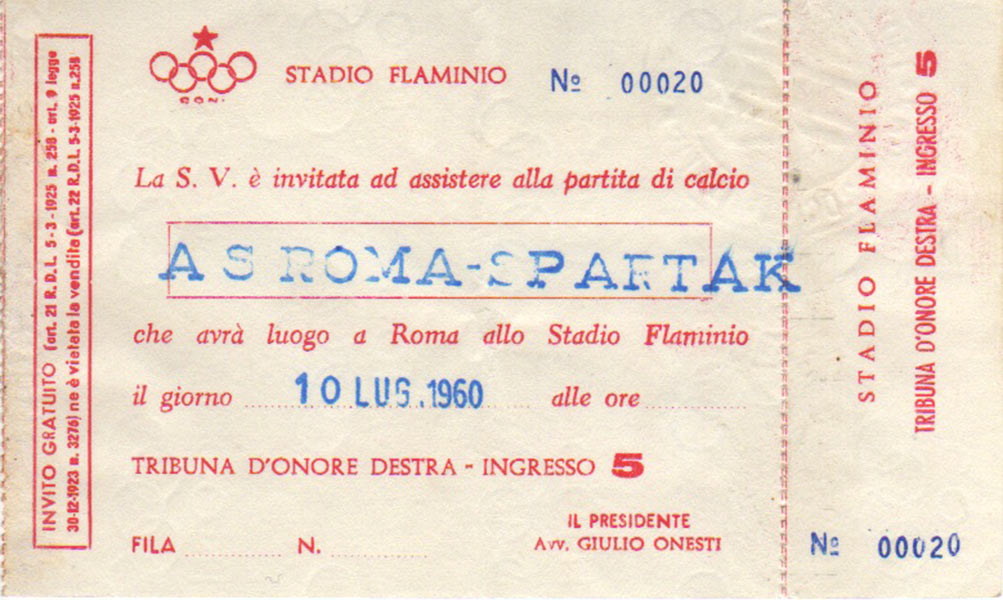 INVITO GRATUITO (art. 21 R.D.L. 5-3-1925 n. 258 - art. 9 legge
30-12-1923 n. 3276) ne è vietata la vendita (art. 22 R.D.L. 5-3-1925 n. 258
C.O.N.I.
STADIO FLAMINIO Nº 00020
La S. V. è invitata ad assistere alla partita di calcio
A S ROMA-SPARTAK
che avrà luogo a Roma allo Stadio Flaminio
il giorno 10 LUG.1960 alle ore
TRIBUNA D'ONORE DESTRA - INGRESSO 5
FILA N.
IL PRESIDENTE
Avv. GIULIO ONESTI
STADIO FLAMINIO
TRIBUNA D'ONORE DESTRA - INGRESSO 5
Nº 00020